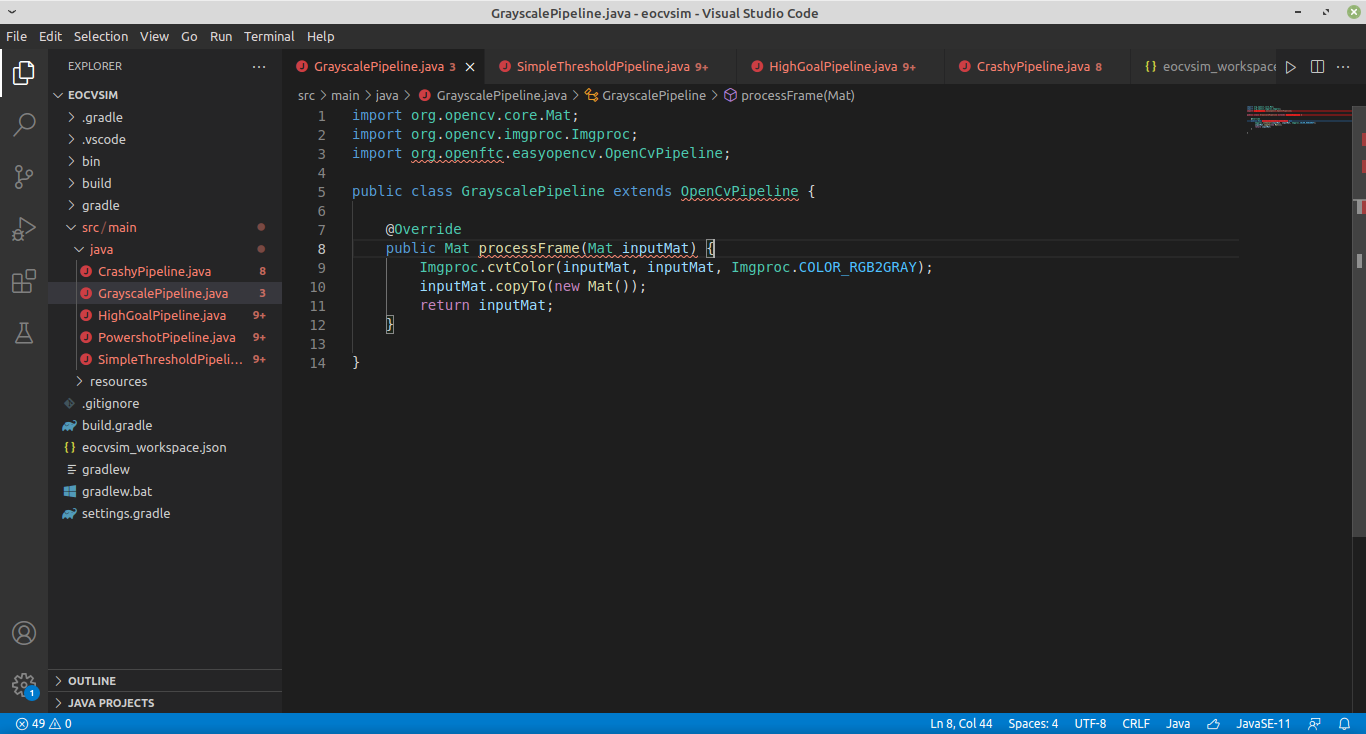 GrayscalePipeline.java - eocvsim - Visual Studio Code
File Edit Selection View Go Run Terminal Help
EXPLORER
EOCVSIM
.gradle
.vscode
bin
build
gradle
src/main
java
CrashyPipeline.java 8
GrayscalePipeline.java 3
HighGoalPipeline.java 9+
PowershotPipeline.java 9+
SimpleThresholdPipeli... 9+
resources
.gitignore
build.gradle
{} eocvsim_workspace.json
gradlew
gradlew.bat
settings.gradle
OUTLINE
JAVA PROJECTS
1
GrayscalePipeline.java 3 SimpleThresholdPipeline.java 9+ HighGoalPipeline.java 9+ CrashyPipeline.java 8 {} eocvsim_workspace
src > main > java > GrayscalePipeline.java > GrayscalePipeline > processFrame(Mat)
1 import org.opencv.core.Mat;
2 import org.opencv.imgproc.Imgproc;
3 import org.openftc.easyopencv.OpenCvPipeline;
4
5 public class GrayscalePipeline extends OpenCvPipeline {
6
7 @Override
8 public Mat processFrame(Mat inputMat) {
9 Imgproc.cvtColor(inputMat, inputMat, Imgproc.COLOR_RGB2GRAY);
10 inputMat.copyTo(new Mat());
11 return inputMat;
12 }
13
14 }
49 0 Ln 8, Col 44 Spaces: 4 UTF-8 CRLF Java JavaSE-11